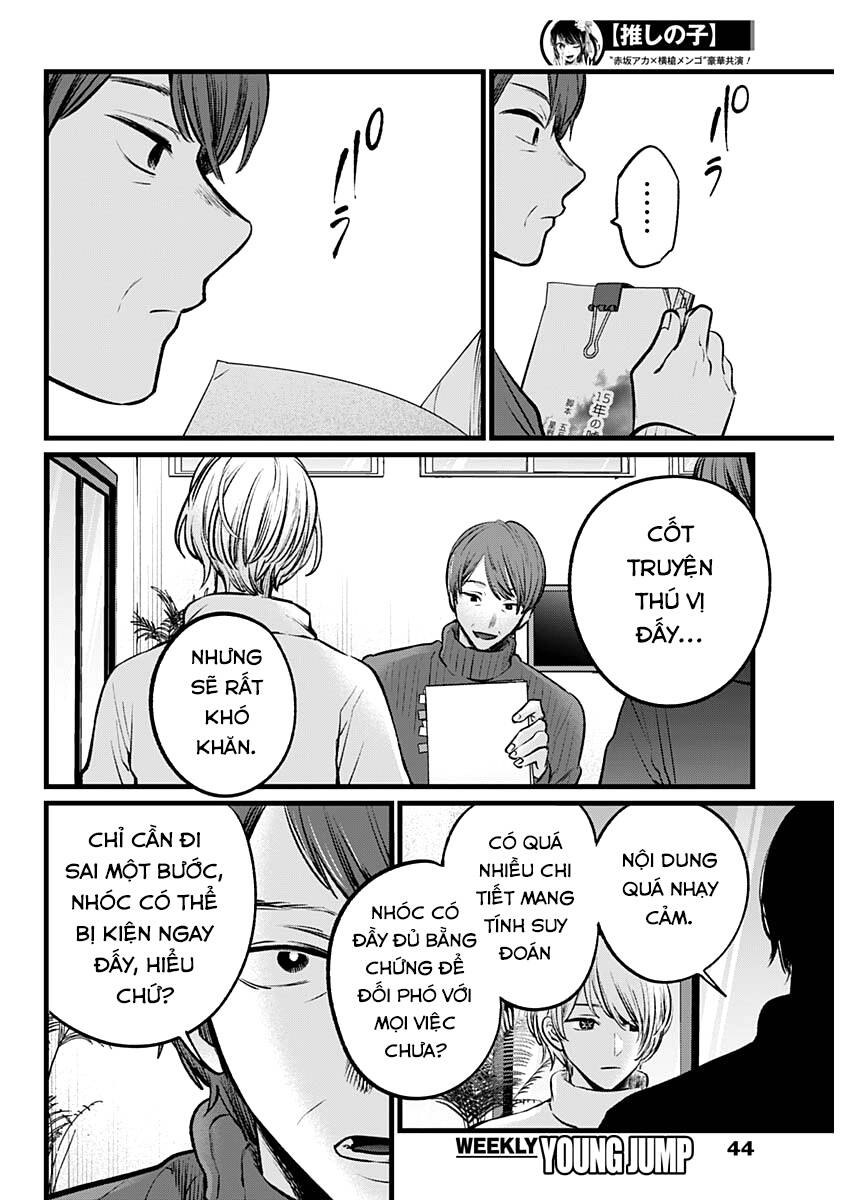 【推しの子】
"赤坂アカ×横槍メンゴ"豪華共演!
……
パラ
15年の嘘
脚本 五
パラ
CỐT
TRUYỆN
THÚ VỊ
ĐẤY...
NHƯNG
SẼ RẤT
KHÓ
KHĂN.
NỘI DUNG
QUÁ NHẠY
CẢM.
CÓ QUÁ
NHIỀU CHI
TIẾT MANG
TÍNH SUY
ĐOÁN
NHÓC CÓ
ĐẦY ĐỦ BẰNG
CHỨNG ĐỂ
ĐỐI PHÓ VỚI
MỌI VIỆC
CHƯA?
CHỈ CẦN ĐI
SAI MỘT BƯỚC,
NHÓC CÓ THỂ
BỊ KIỆN NGAY
ĐẤY, HIỂU
CHỨ?
WEEKLY YOUNG JUMP 44